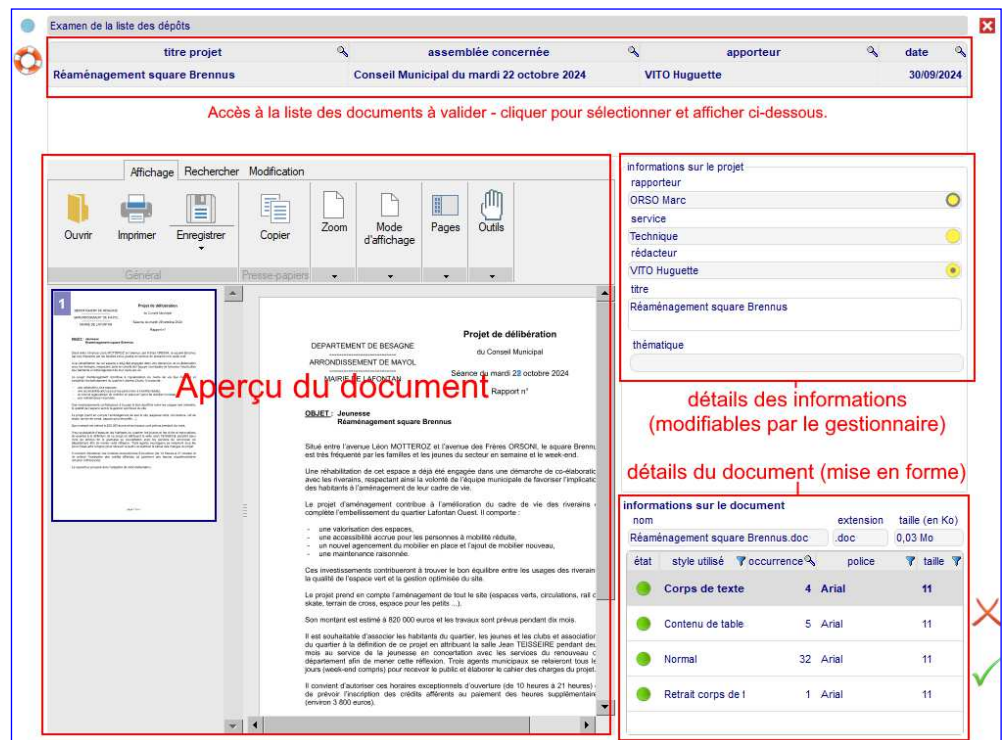 Examen de la liste des dépôts
titre projet assemblée concernée apporteur date
Réaménagement square Brennus Conseil Municipal du mardi 22 octobre 2024 VITO Huguette 30/09/2024
Accès à la liste des documents à valider - cliquer pour sélectionner et afficher ci-dessous.
Affichage Rechercher Modification
Ouvrir Imprimer Enregistrer Copier Zoom Mode d'affichage Pages Outils
Général Presse-papiers
1
Aperçu du document
Projet de délibération
DEPARTEMENT DE BESAGNE
du Conseil Municipal
ARRONDISSEMENT DE MAYOL
Séance du mardi 22 octobre 2024
MAIRIE DE LAFONTAN
Rapport n°
OBJET : Jeunesse
Réaménagement square Brennus
Situé entre l'avenue Léon MOTTEROZ et l'avenue des Frères ORSONI, le square Brennu
est très fréquenté par les familles et les jeunes du secteur en semaine et le week-end.
Une réhabilitation de cet espace a déjà été engagée dans une démarche de co-élaboratio
avec les riverains, respectant ainsi la volonté de l'équipe municipale de favoriser l'implicatio
des habitants à l'aménagement de leur cadre de vie.
Le projet d'aménagement contribue à l'amélioration du cadre de vie des riverains
complète l'embellissement du quartier Lafontan Ouest. Il comporte :
- une valorisation des espaces,
- une accessibilité accrue pour les personnes à mobilité réduite,
- un nouvel agencement du mobilier en place et l'ajout de mobilier nouveau,
- une maintenance raisonnée.
Ces investissements contribueront à trouver le bon équilibre entre les usages des riverain
la qualité de l'espace vert et la gestion optimisée du site.
Le projet prend en compte l'aménagement de tout le site (espaces verts, circulations, rail d
skate, terrain de cross, espace pour les petits ...).
Son montant est estimé à 820 000 euros et les travaux sont prévus pendant dix mois.
Il est souhaitable d'associer les habitants du quartier, les jeunes et les clubs et association
du quartier à la définition de ce projet en attribuant la salle Jean TEISSEIRE pendant deu
mois au service de la jeunesse, en concertation avec les services du renouveau d
département afin de mener cette réflexion. Trois agents municipaux se relaieront tous le
jours (week-end compris) pour recevoir le public et élaborer le cahier des charges du projet.
Il convient d'autoriser ces horaires exceptionnels d'ouverture (de 10 heures à 21 heures)
de prévoir l'inscription des crédits afférents au paiement des heures supplémentaire
(environ 3 800 euros).
informations sur le projet
rapporteur
ORSO Marc
service
Technique
rédacteur
VITO Huguette
titre
Réaménagement square Brennus
thématique
détails des informations
(modifiables par le gestionnaire)
détails du document (mise en forme)
informations sur le document
nom extension taille (en Ko)
Réaménagement square Brennus.doc .doc 0,03 Mo
état style utilisé occurrence police taille
Corps de texte 4 Arial 11
Contenu de table 5 Arial 11
Normal 32 Arial 11
Retrait corps de t 1 Arial 11